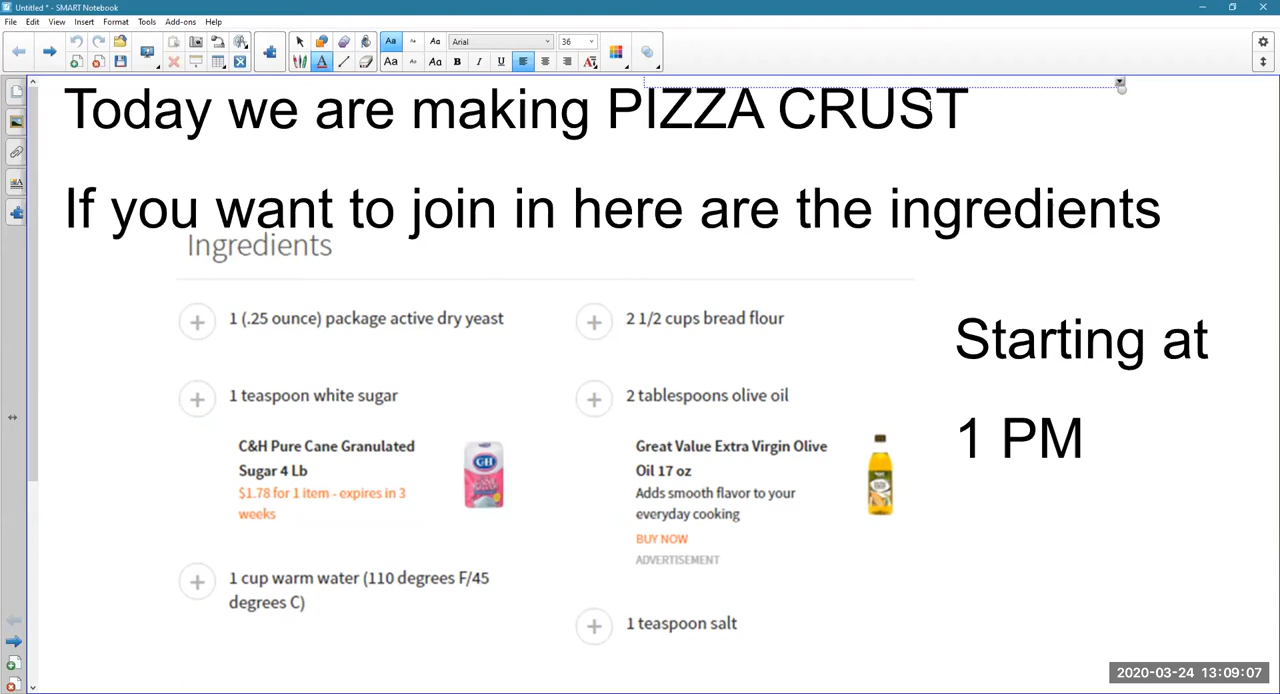 Untitled * - SMART Notebook
File Edit View Insert Format Tools Add-ons Help
Arial 36
Today we are making PIZZA CRUST
If you want to join in here are the ingredients
Ingredients
1 (.25 ounce) package active dry yeast
1 teaspoon white sugar
C&H Pure Cane Granulated
Sugar 4 Lb
$1.78 for 1 item - expires in 3
weeks
1 cup warm water (110 degrees F/45
degrees C)
2 1/2 cups bread flour
2 tablespoons olive oil
Great Value Extra Virgin Olive
Oil 17 oz
Adds smooth flavor to your
everyday cooking
BUY NOW
ADVERTISEMENT
1 teaspoon salt
Starting at
1 PM
2020-03-24 13:09:07